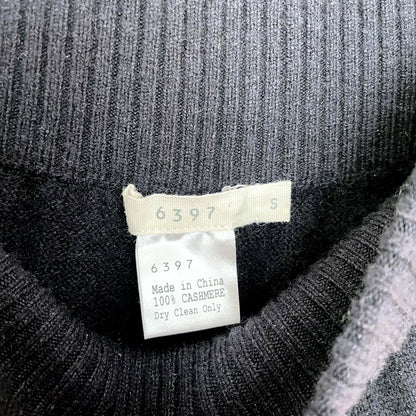 6397 S
6397
Made in China
100% CASHMERE
Dry Clean Only